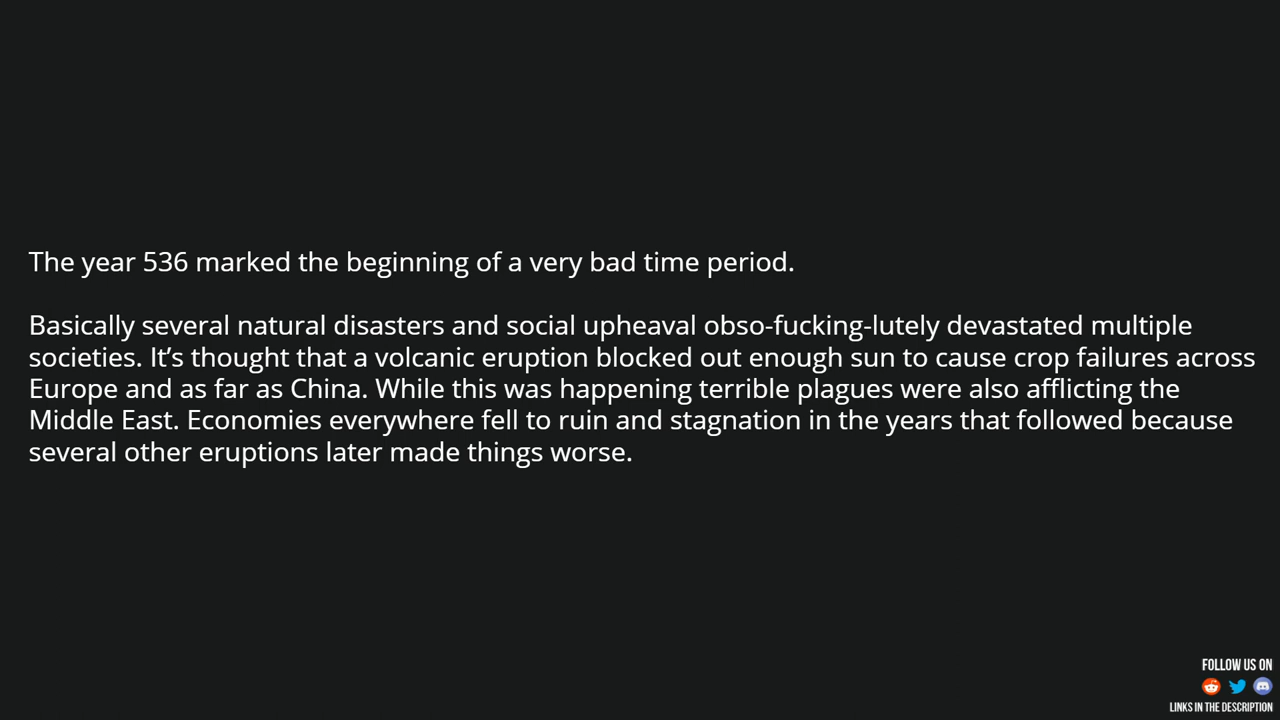 The year 536 marked the beginning of a very bad time period.
Basically several natural disasters and social upheaval obso-fucking-lutely devastated multiple
societies. It’s thought that a volcanic eruption blocked out enough sun to cause crop failures across
Europe and as far as China. While this was happening terrible plagues were also afflicting the
Middle East. Economies everywhere fell to ruin and stagnation in the years that followed because
several other eruptions later made things worse.
FOLLOW US ON
LINKS IN THE DESCRIPTION